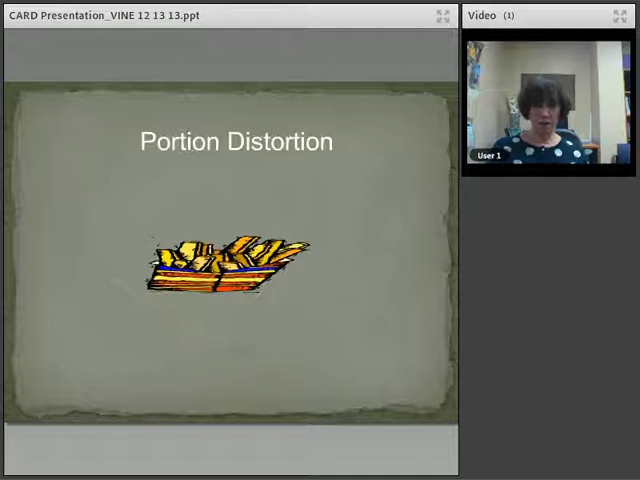 CARD Presentation_VINE 12 13 13.ppt
Video (1)
Portion Distortion
User 1